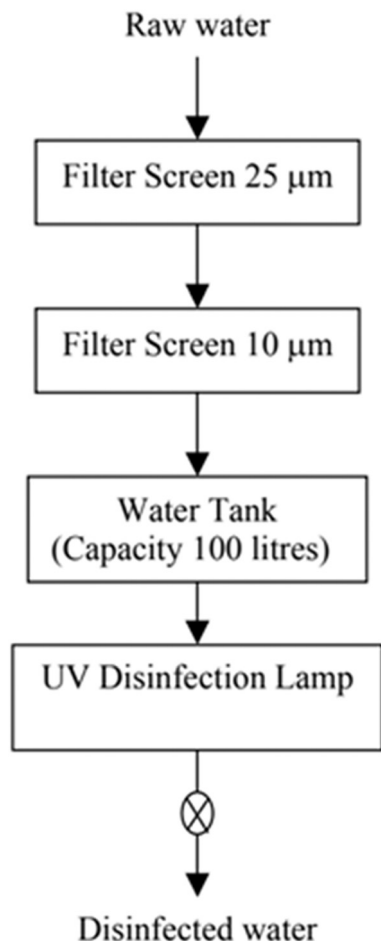 Raw water
Filter Screen 25 μm
Filter Screen 10 μm
Water Tank
(Capacity 100 litres)
UV Disinfection Lamp
Disinfected water